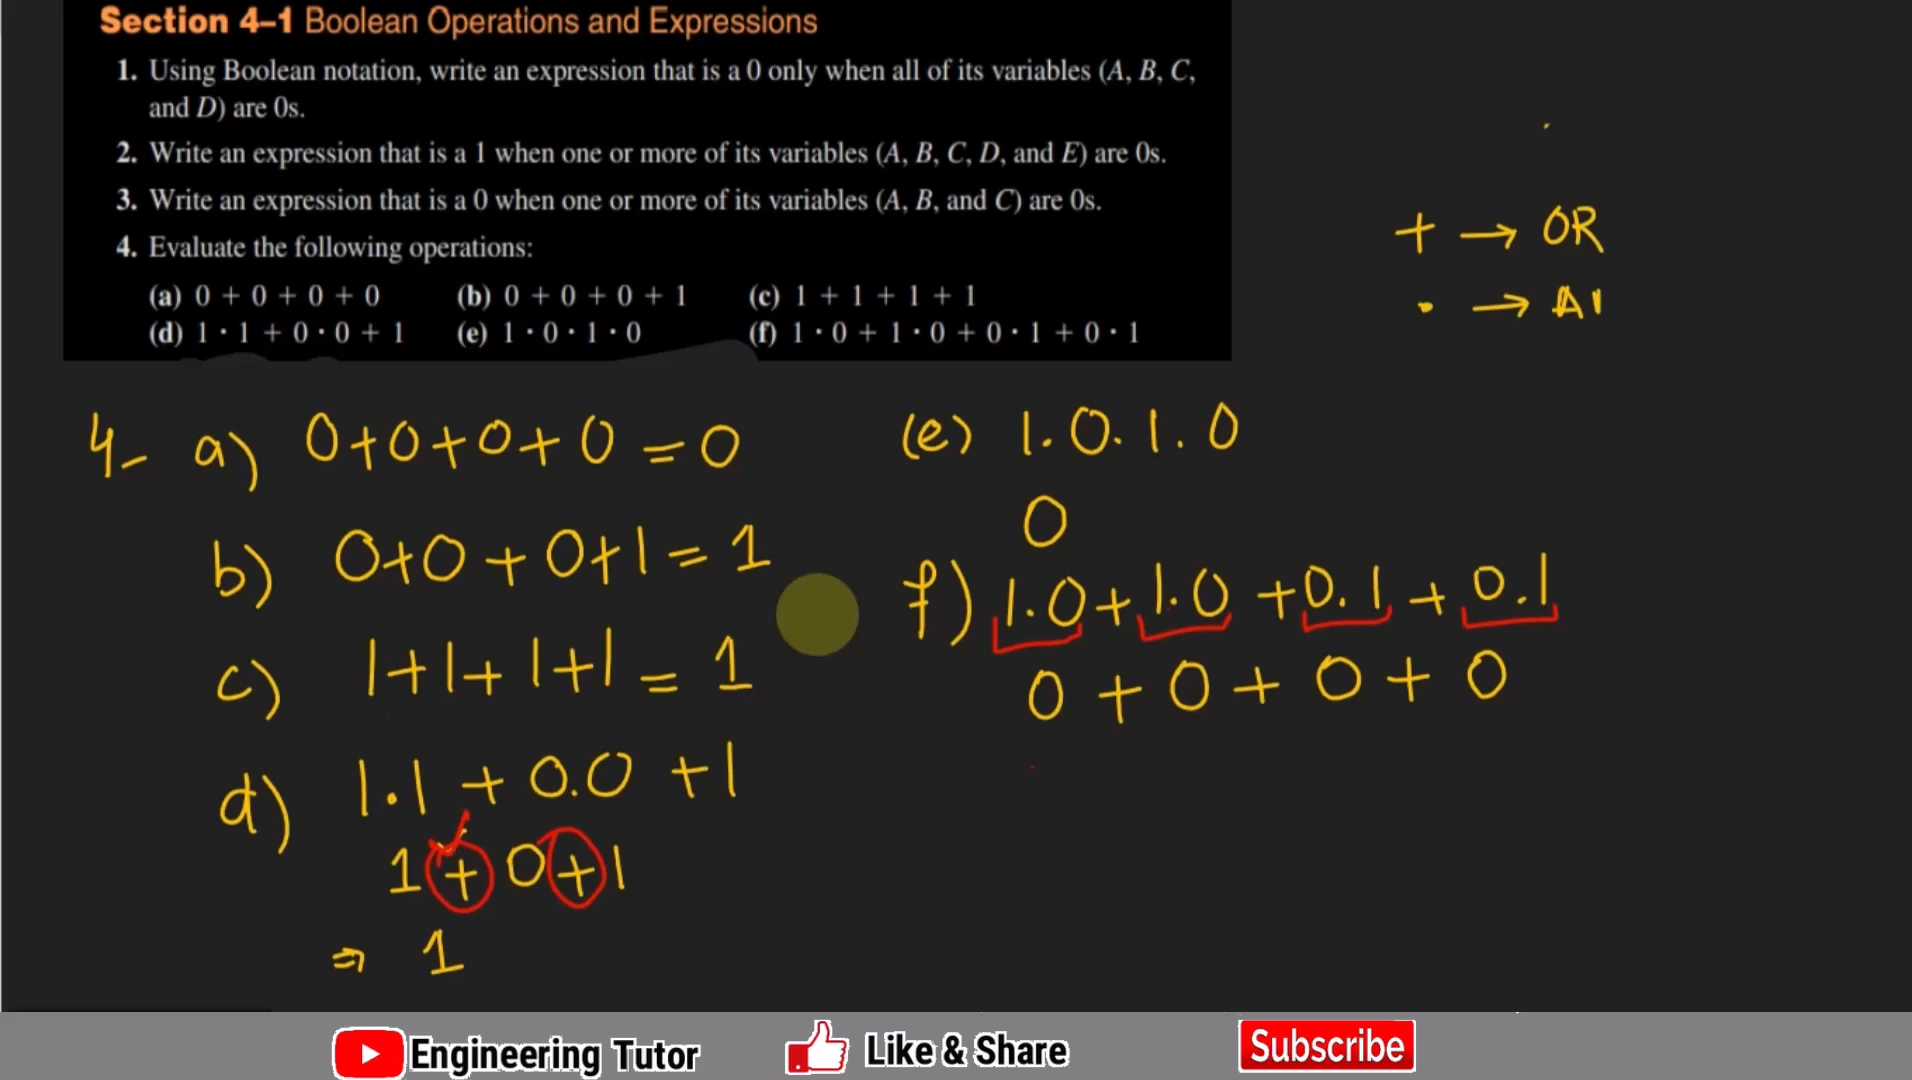 Section 4–1 Boolean Operations and Expressions
1. Using Boolean notation, write an expression that is a 0 only when all of its variables (A, B, C,
and D) are 0s.
2. Write an expression that is a 1 when one or more of its variables (A, B, C, D, and E) are 0s.
3. Write an expression that is a 0 when one or more of its variables (A, B, and C) are 0s.
4. Evaluate the following operations:
(a) 0 + 0 + 0 + 0 (b) 0 + 0 + 0 + 1 (c) 1 + 1 + 1 + 1
(d) 1 · 1 + 0 · 0 + 1 (e) 1 · 0 · 1 · 0 (f) 1 · 0 + 1 · 0 + 0 · 1 + 0 · 1
+ → OR
· → AI
4- a) 0+0+0+0 = 0
b) 0+0+0+1 = 1
c) 1+1+1+1 = 1
d) 1.1 + 0.0 +1
1 + 0 + 1
⇒ 1
(e) 1.0.1.0
0
f) 1.0+1.0+0.1+0.1
0 + 0 + 0 + 0
Engineering Tutor
Like & Share
Subscribe